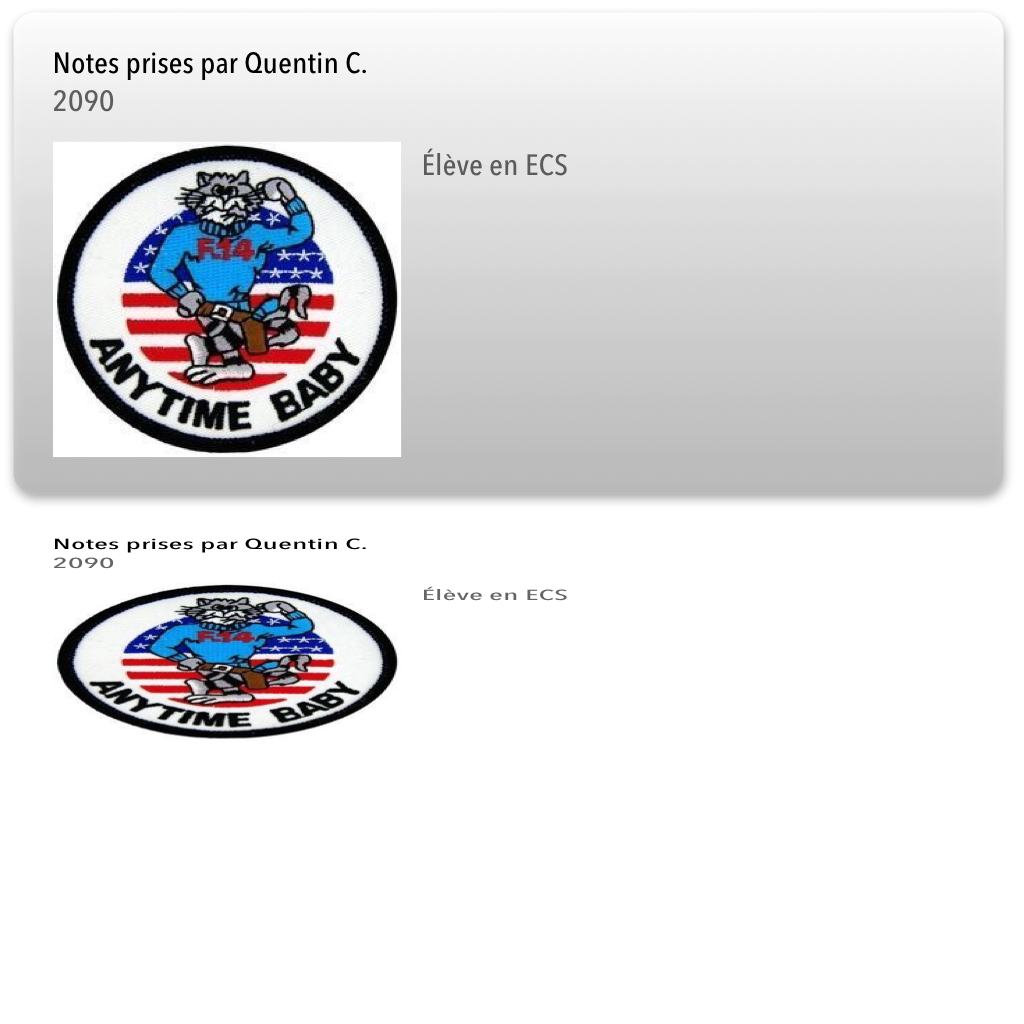 Notes prises par Quentin C.
2090
Élève en ECS
F-14
ANYTIME BABY
Notes prises par Quentin C.
2090
Élève en ECS
F-14
ANYTIME BABY